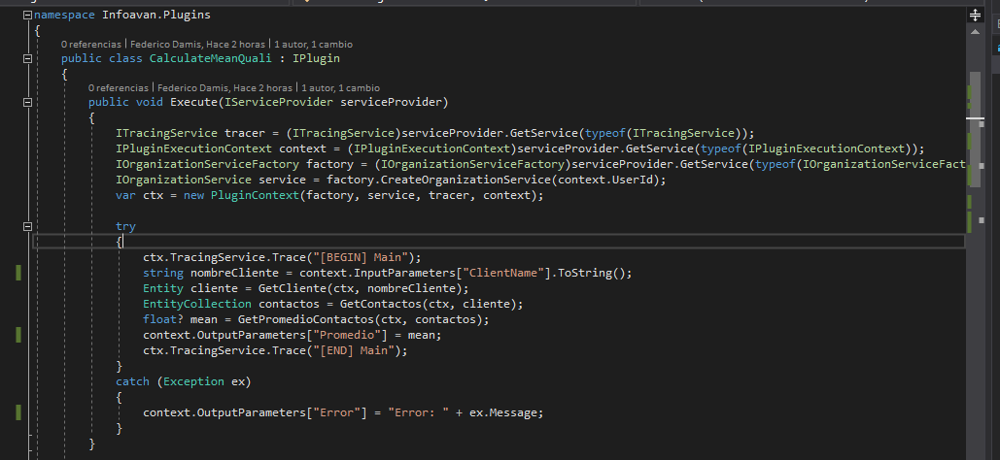 namespace Infoavan.Plugins
{
0 referencias | Federico Damis, Hace 2 horas | 1 autor, 1 cambio
public class CalculateMeanQuali : IPlugin
{
0 referencias | Federico Damis, Hace 2 horas | 1 autor, 1 cambio
public void Execute(IServiceProvider serviceProvider)
{
ITracingService tracer = (ITracingService)serviceProvider.GetService(typeof(ITracingService));
IPluginExecutionContext context = (IPluginExecutionContext)serviceProvider.GetService(typeof(IPluginExecutionContext));
IOrganizationServiceFactory factory = (IOrganizationServiceFactory)serviceProvider.GetService(typeof(IOrganizationServiceFact
IOrganizationService service = factory.CreateOrganizationService(context.UserId);
var ctx = new PluginContext(factory, service, tracer, context);
try
{
ctx.TracingService.Trace("[BEGIN] Main");
string nombreCliente = context.InputParameters["ClientName"].ToString();
Entity cliente = GetCliente(ctx, nombreCliente);
EntityCollection contactos = GetContactos(ctx, cliente);
float? mean = GetPromedioContactos(ctx, contactos);
context.OutputParameters["Promedio"] = mean;
ctx.TracingService.Trace("[END] Main");
}
catch (Exception ex)
{
context.OutputParameters["Error"] = "Error: " + ex.Message;
}
}